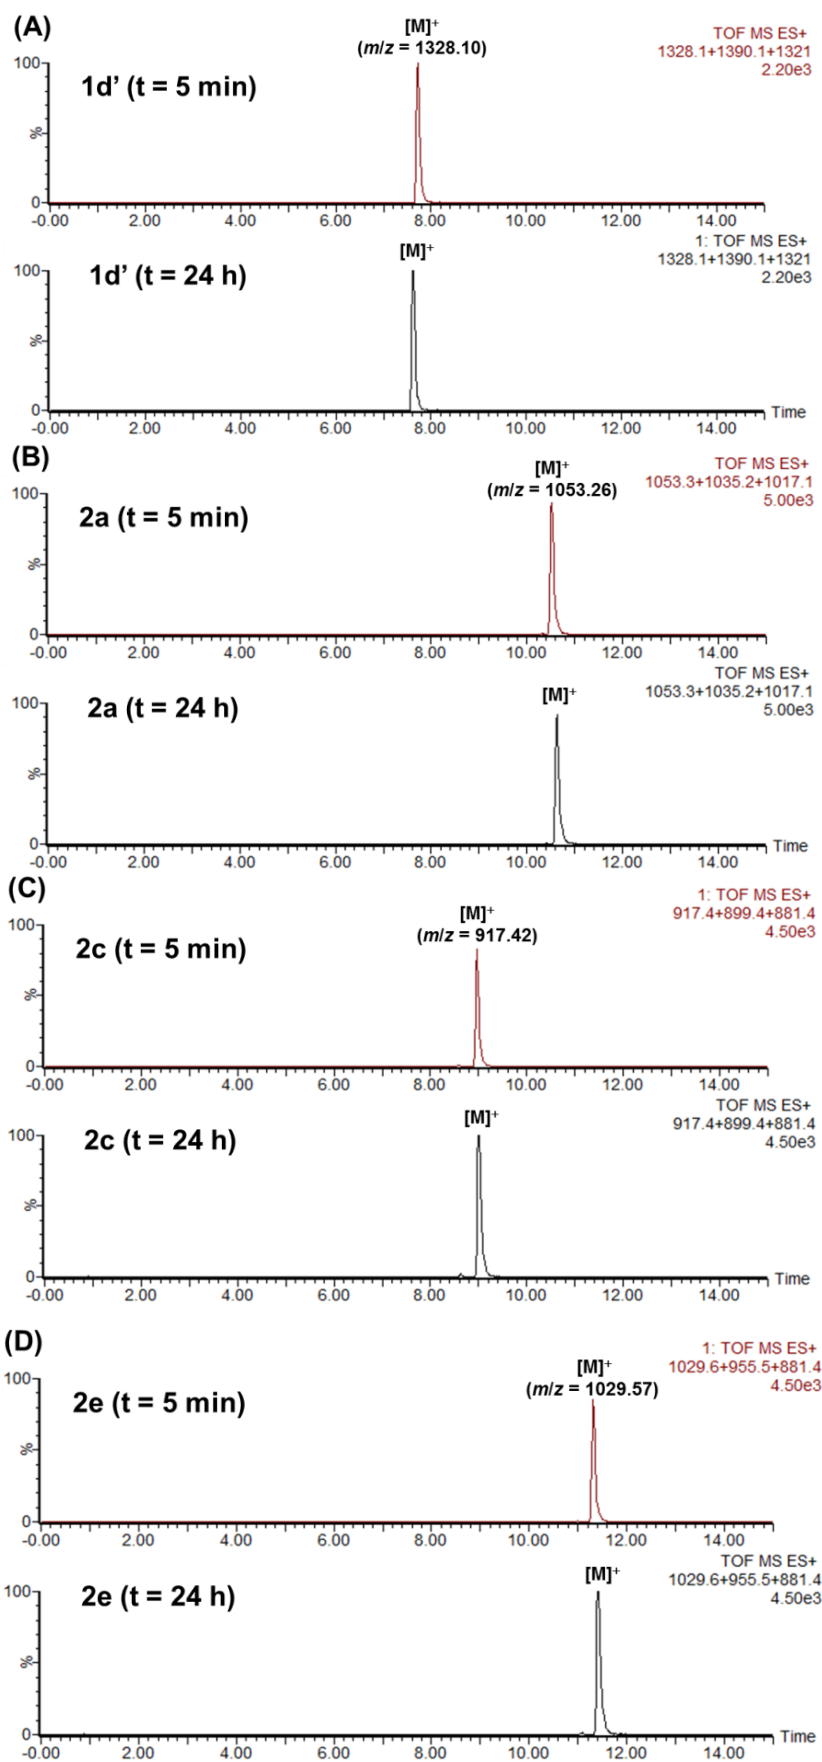 (A)
[M]+
(m/z = 1328.10)
TOF MS ES+
1328.1+1390.1+1321
2.20e3
1d’ (t = 5 min)
100
%
0
-0.00 2.00 4.00 6.00 8.00 10.00 12.00 14.00
[M]+
1: TOF MS ES+
1328.1+1390.1+1321
2.20e3
1d’ (t = 24 h)
100
%
0
Time
-0.00 2.00 4.00 6.00 8.00 10.00 12.00 14.00
(B)
[M]+
(m/z = 1053.26)
TOF MS ES+
1053.3+1035.2+1017.1
5.00e3
2a (t = 5 min)
100
%
0
-0.00 2.00 4.00 6.00 8.00 10.00 12.00 14.00
[M]+
TOF MS ES+
1053.3+1035.2+1017.1
5.00e3
2a (t = 24 h)
100
%
0
Time
-0.00 2.00 4.00 6.00 8.00 10.00 12.00 14.00
(C)
[M]+
(m/z = 917.42)
1: TOF MS ES+
917.4+899.4+881.4
4.50e3
2c (t = 5 min)
100
%
0
-0.00 2.00 4.00 6.00 8.00 10.00 12.00 14.00
[M]+
TOF MS ES+
917.4+899.4+881.4
4.50e3
2c (t = 24 h)
100
%
0
Time
-0.00 2.00 4.00 6.00 8.00 10.00 12.00 14.00
(D)
[M]+
(m/z = 1029.57)
1: TOF MS ES+
1029.6+955.5+881.4
4.50e3
2e (t = 5 min)
100
%
0
-0.00 2.00 4.00 6.00 8.00 10.00 12.00 14.00
[M]+
TOF MS ES+
1029.6+955.5+881.4
4.50e3
2e (t = 24 h)
100
%
0
Time
-0.00 2.00 4.00 6.00 8.00 10.00 12.00 14.00